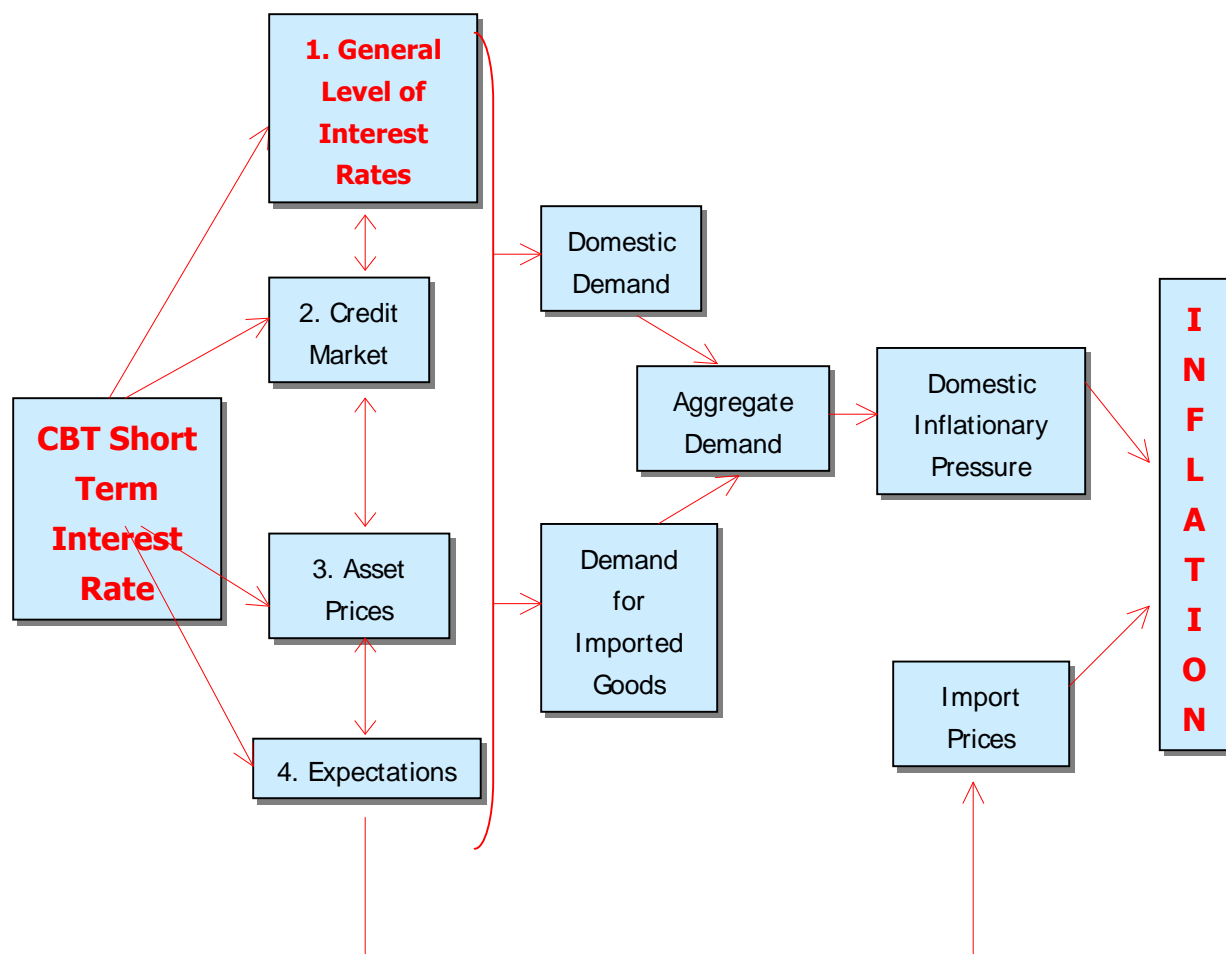 1. General
Level of
Interest
Rates
2. Credit
Market
CBT Short
Term
Interest
Rate
3. Asset
Prices
4. Expectations
Domestic
Demand
Aggregate
Demand
Demand
for
Imported
Goods
Domestic
Inflationary
Pressure
Import
Prices
I
N
F
L
A
T
I
O
N